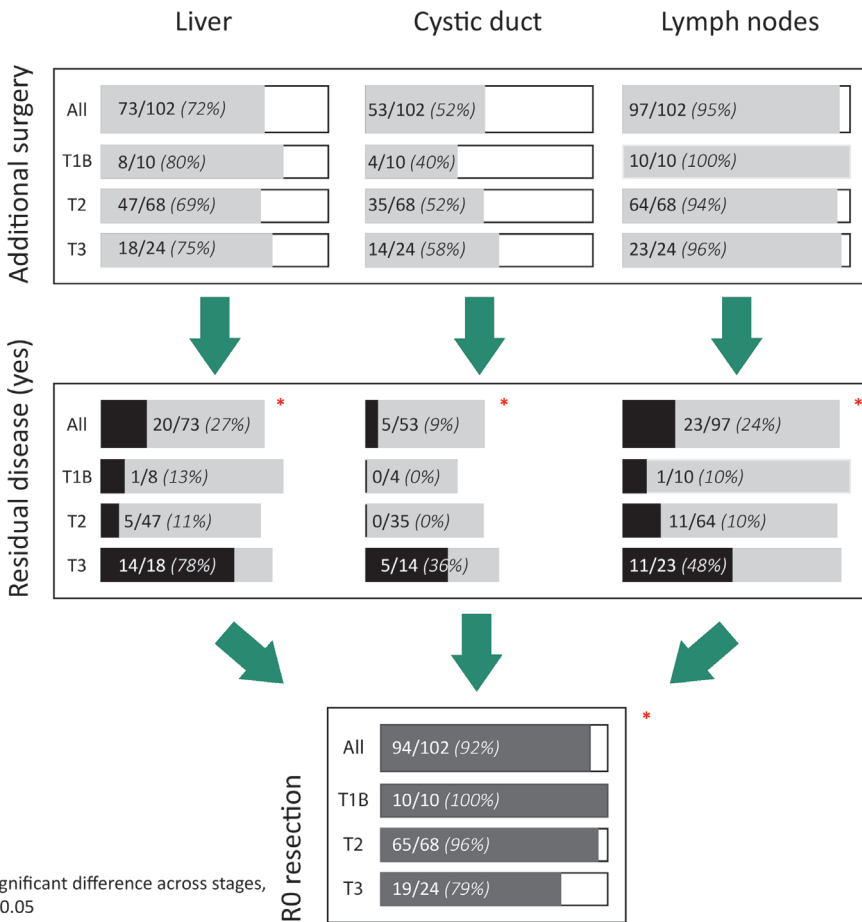 Liver Cystic duct Lymph nodes
Additional surgery
All 73/102 (72%) 53/102 (52%) 97/102 (95%)
T1B 8/10 (80%) 4/10 (40%) 10/10 (100%)
T2 47/68 (69%) 35/68 (52%) 64/68 (94%)
T3 18/24 (75%) 14/24 (58%) 23/24 (96%)
Residual disease (yes)
All 20/73 (27%) * 5/53 (9%) * 23/97 (24%) *
T1B 1/8 (13%) 0/4 (0%) 1/10 (10%)
T2 5/47 (11%) 0/35 (0%) 11/64 (10%)
T3 14/18 (78%) 5/14 (36%) 11/23 (48%)
R0 resection
*
All 94/102 (92%)
T1B 10/10 (100%)
T2 65/68 (96%)
T3 19/24 (79%)
gnificant difference across stages,
0.05